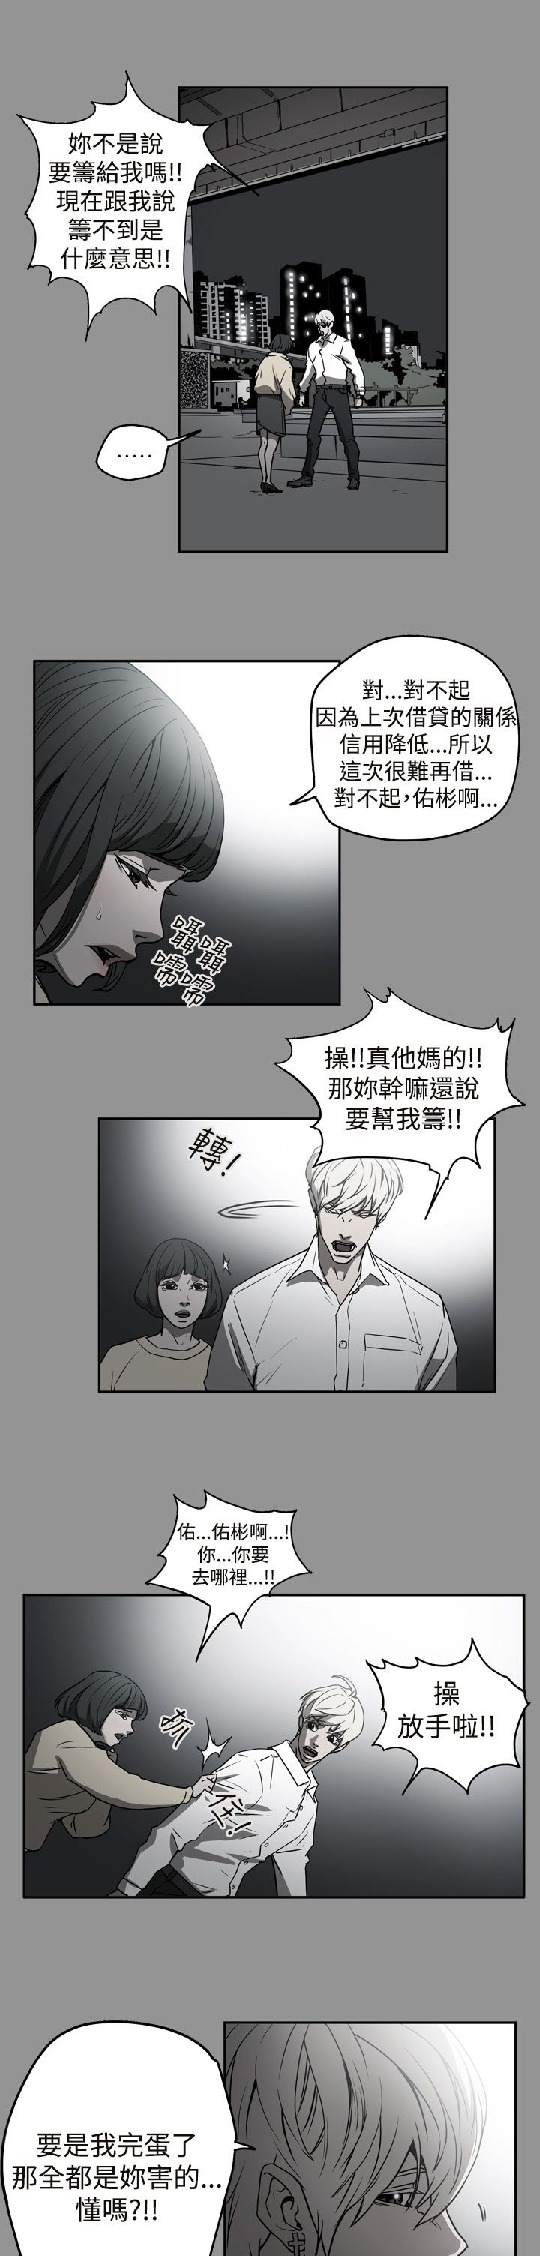 妳不是說
要籌給我嗎!!
現在跟我說
籌不到是
什麼意思!!
.....
對...對不起
因為上次借貸的關係
信用降低...所以
這次很難再借...
對不起,佑彬啊...
囁囁
嚅嚅
操!!真他媽的!!
那妳幹嘛還說
要幫我籌!!
轉!
佑...佑彬啊...!
你...你要
去哪裡...!!
操
放手啦!!
抓
住!
要是我完蛋了
那全都是妳害的...
懂嗎?!!